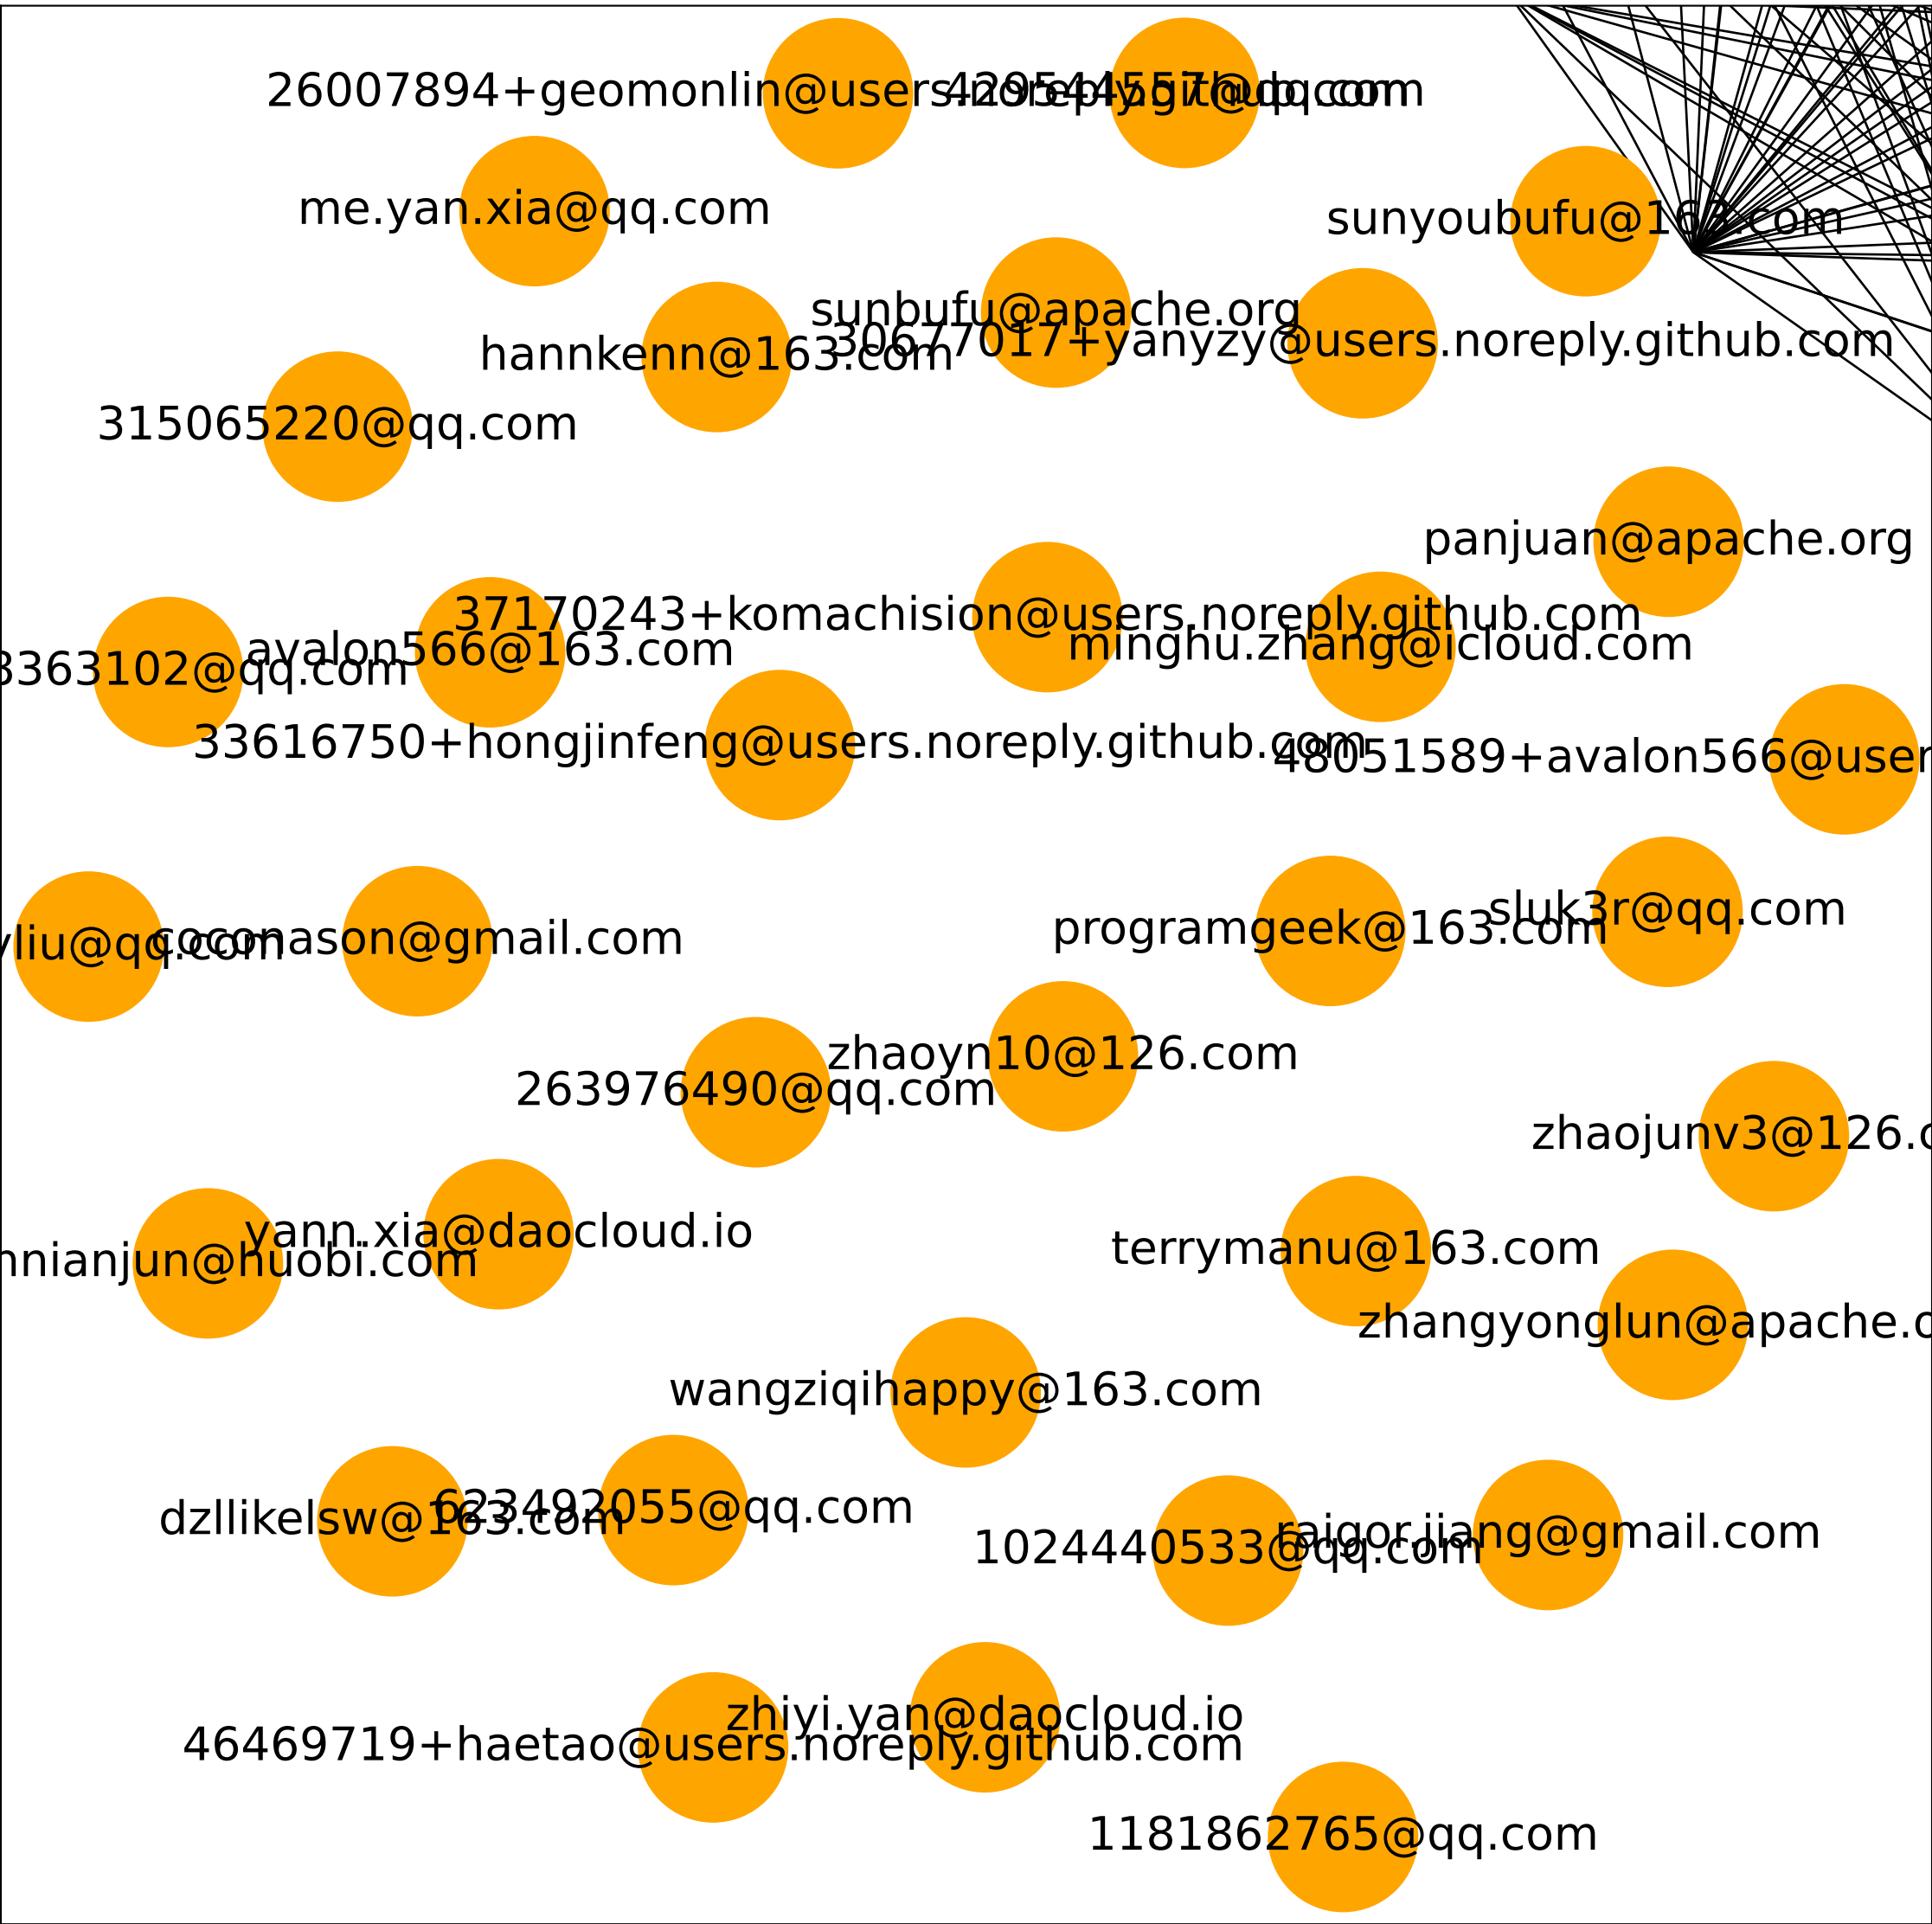 26007894+geomonlin@users.noreply.github.com
429544557@qq.com
me.yan.xia@qq.com
sunyoubufu@163.com
sunbufu@apache.org
30677017+yanyzy@users.noreply.github.com
hannkenn@163.com
315065220@qq.com
panjuan@apache.org
37170243+komachision@users.noreply.github.com
minghu.zhang@icloud.com
avalon566@163.com
3363102@qq.com
33616750+hongjinfeng@users.noreply.github.com
48051589+avalon566@user
sluk3r@qq.com
programgeek@163.com
coconason@gmail.com
yliu@qq.com
zhaoyn10@126.com
263976490@qq.com
zhaojunv3@126.c
yann.xia@daocloud.io
terrymanu@163.com
nnianjun@huobi.com
zhangyonglun@apache.o
wangziqihappy@163.com
623492055@qq.com
dzllikelsw@163.com
raigor.jiang@gmail.com
1024440533@qq.com
zhiyi.yan@daocloud.io
46469719+haetao@users.noreply.github.com
1181862765@qq.com